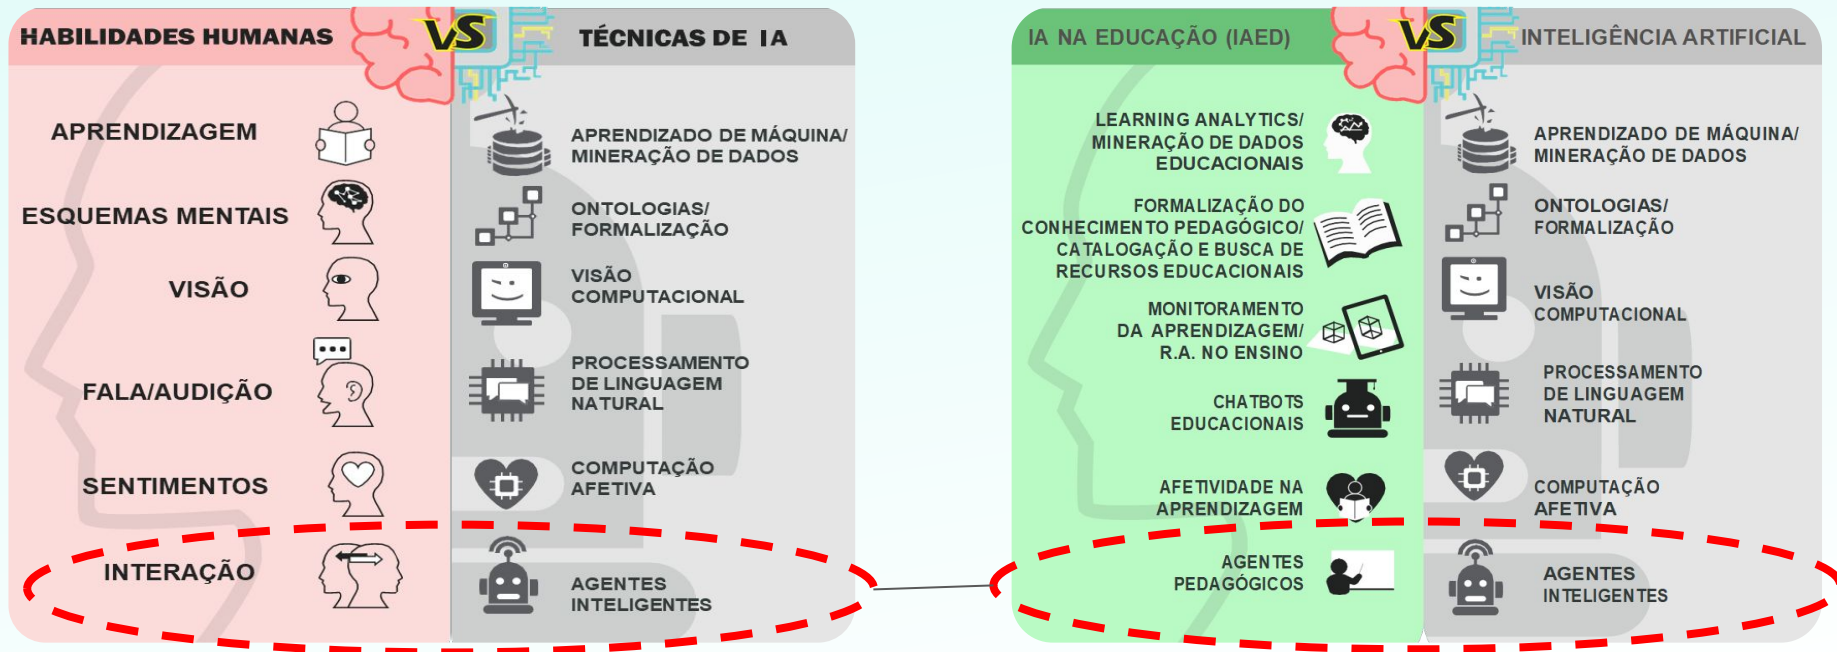 HABILIDADES HUMANAS
VS
TÉCNICAS DE IA
APRENDIZAGEM
APRENDIZADO DE MÁQUINA/
MINERAÇÃO DE DADOS
ESQUEMAS MENTAIS
ONTOLOGIAS/
FORMALIZAÇÃO
VISÃO
VISÃO
COMPUTACIONAL
FALA/AUDIÇÃO
PROCESSAMENTO
DE LINGUAGEM
NATURAL
SENTIMENTOS
COMPUTAÇÃO
AFETIVA
INTERAÇÃO
AGENTES
INTELIGENTES
IA NA EDUCAÇÃO (IAED)
VS
INTELIGÊNCIA ARTIFICIAL
LEARNING ANALYTICS/
MINERAÇÃO DE DADOS
EDUCACIONAIS
APRENDIZADO DE MÁQUINA/
MINERAÇÃO DE DADOS
FORMALIZAÇÃO DO
CONHECIMENTO PEDAGÓGICO/
CATALOGAÇÃO E BUSCA DE
RECURSOS EDUCACIONAIS
ONTOLOGIAS/
FORMALIZAÇÃO
MONITORAMENTO
DA APRENDIZAGEM/
R.A. NO ENSINO
VISÃO
COMPUTACIONAL
CHATBOTS
EDUCACIONAIS
PROCESSAMENTO
DE LINGUAGEM
NATURAL
AFETIVIDADE NA
APRENDIZAGEM
COMPUTAÇÃO
AFETIVA
AGENTES
PEDAGÓGICOS
AGENTES
INTELIGENTES